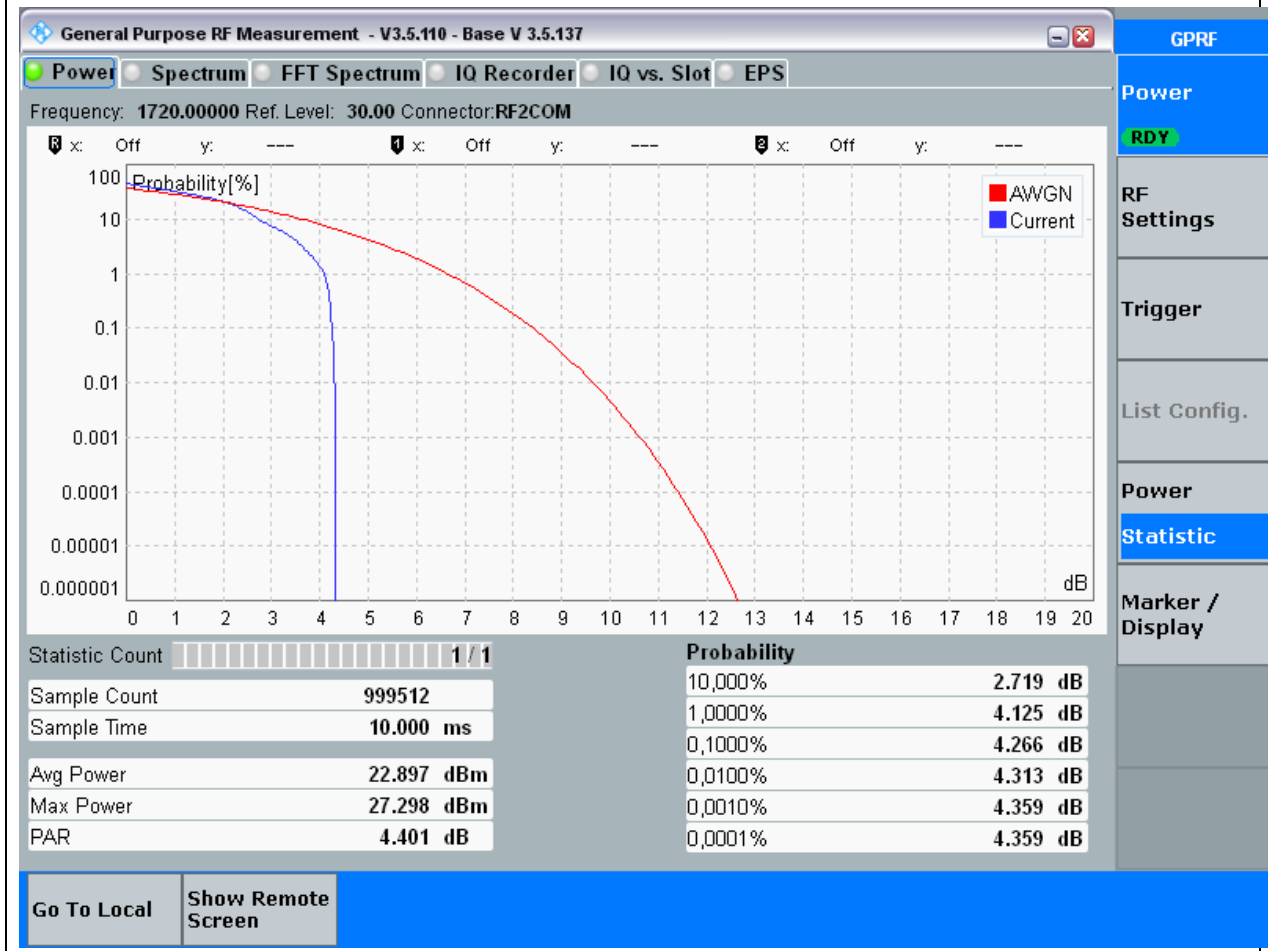 General Purpose RF Measurement - V3.5.110 - Base V 3.5.137
Power Spectrum FFT Spectrum IQ Recorder IQ vs. Slot EPS
Frequency: 1720.00000 Ref. Level: 30.00 Connector:RF2COM
R x: Off y: --- 1 x: Off y: --- 2 x: Off y: ---
Probability[%]
AWGN
Current
100
10
1
0.1
0.01
0.001
0.0001
0.00001
0.000001
dB
0 1 2 3 4 5 6 7 8 9 10 11 12 13 14 15 16 17 18 19 20
Statistic Count 1 / 1
Sample Count 999512
Sample Time 10.000 ms
Avg Power 22.897 dBm
Max Power 27.298 dBm
PAR 4.401 dB
Probability
10,000% 2.719 dB
1,0000% 4.125 dB
0,1000% 4.266 dB
0,0100% 4.313 dB
0,0010% 4.359 dB
0,0001% 4.359 dB
GPRF
Power
RDY
RF
Settings
Trigger
List Config.
Power
Statistic
Marker /
Display
Go To Local
Show Remote
Screen